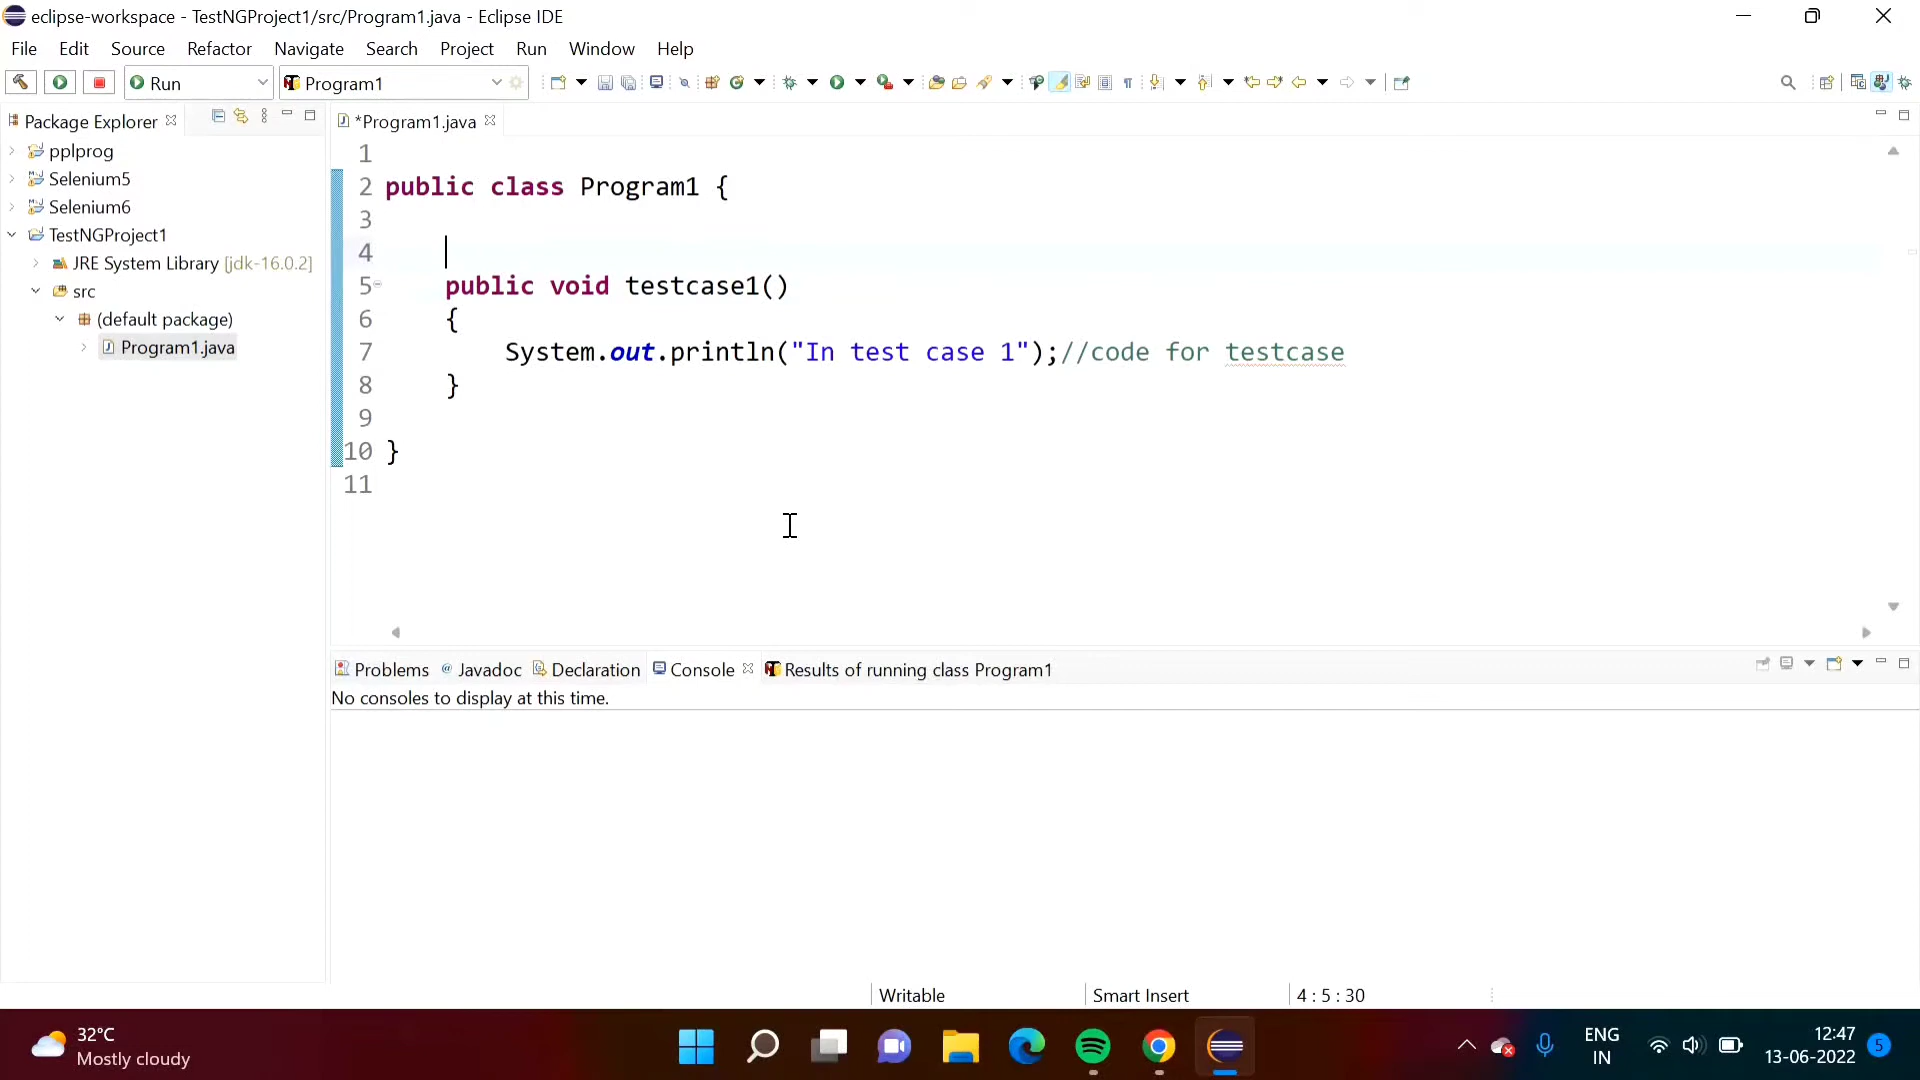 eclipse-workspace - TestNGProject1/src/Program1.java - Eclipse IDE
File Edit Source Refactor Navigate Search Project Run Window Help
Run Program1
Package Explorer
pplprog
Selenium5
Selenium6
TestNGProject1
JRE System Library [jdk-16.0.2]
src
(default package)
Program1.java
*Program1.java
1
2 public class Program1 {
3
4
5 public void testcase1()
6 {
7 System.out.println("In test case 1");//code for testcase
8 }
9
10 }
11
Problems @ Javadoc Declaration Console Results of running class Program1
No consoles to display at this time.
Writable Smart Insert 4 : 5 : 30
32°C
Mostly cloudy
ENG
IN
12:47
13-06-2022
5